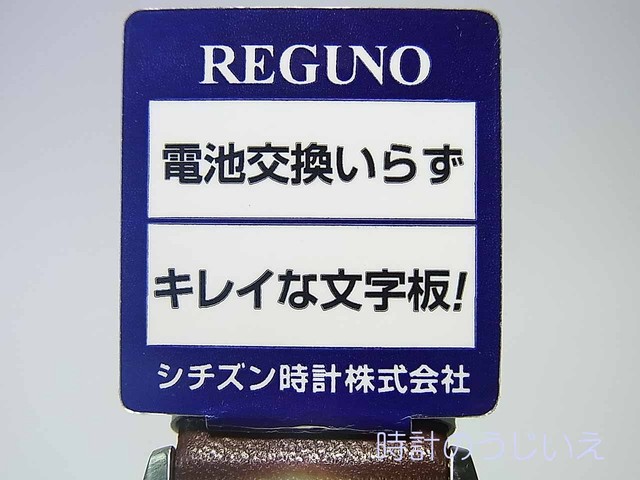 REGUNO
電池交換いらず
キレイな文字板!
シチズン時計株式会社
時計のうじいえ